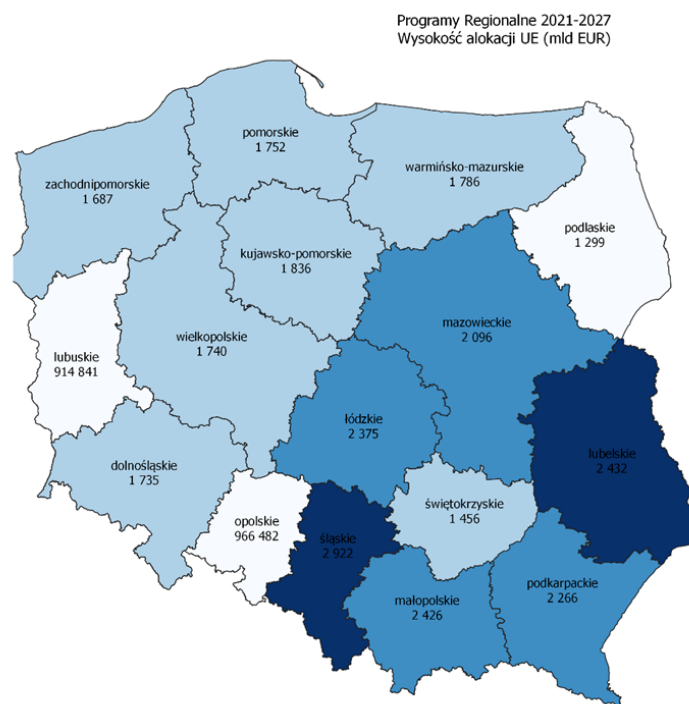 Programy Regionalne 2021-2027
Wysokość alokacji UE (mld EUR)
pomorskie
1 752
warmińsko-mazurskie
1 786
zachodniopomorskie
1 687
podlaskie
1 299
kujawsko-pomorskie
1 836
mazowieckie
2 096
wielkopolskie
1 740
lubuskie
914 841
łódzkie
2 375
lubelskie
2 432
dolnośląskie
1 735
świętokrzyskie
1 456
opolskie
966 482
śląskie
2 922
podkarpackie
2 266
małopolskie
2 426